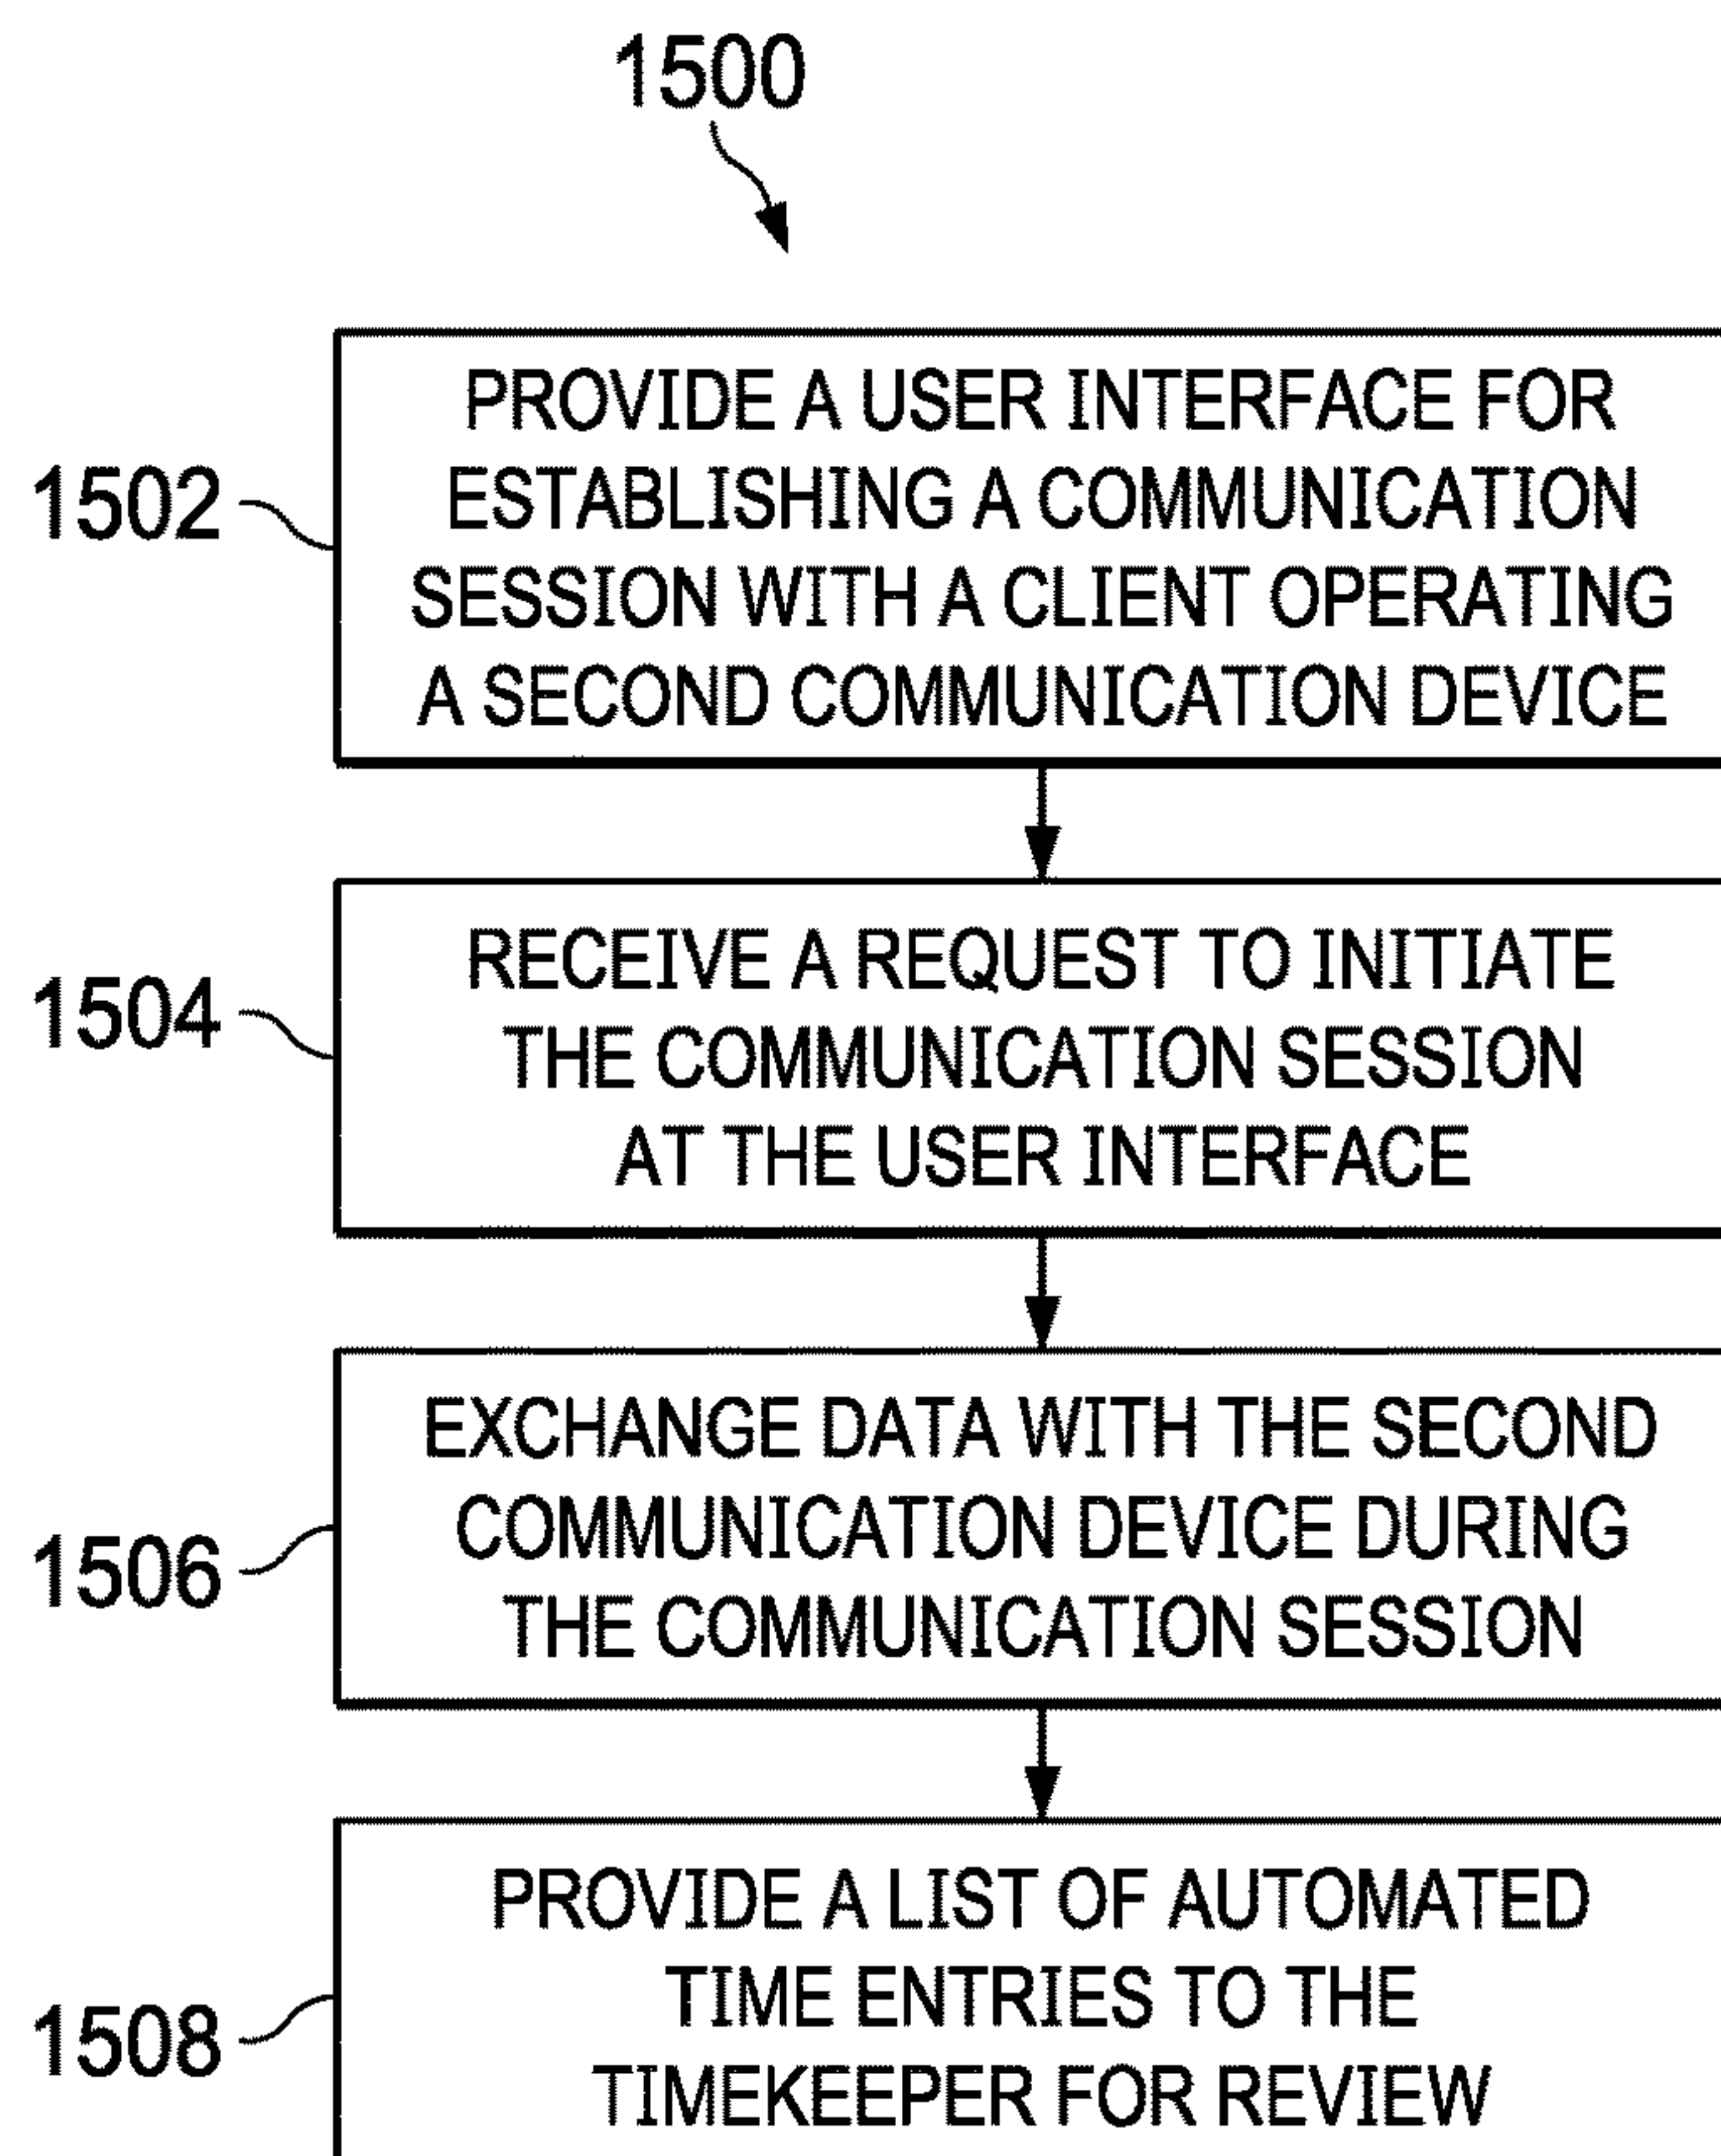 1500
1502
PROVIDE A USER INTERFACE FOR
ESTABLISHING A COMMUNICATION
SESSION WITH A CLIENT OPERATING
A SECOND COMMUNICATION DEVICE
1504
RECEIVE A REQUEST TO INITIATE
THE COMMUNICATION SESSION
AT THE USER INTERFACE
1506
EXCHANGE DATA WITH THE SECOND
COMMUNICATION DEVICE DURING
THE COMMUNICATION SESSION
1508
PROVIDE A LIST OF AUTOMATED
TIME ENTRIES TO THE
TIMEKEEPER FOR REVIEW